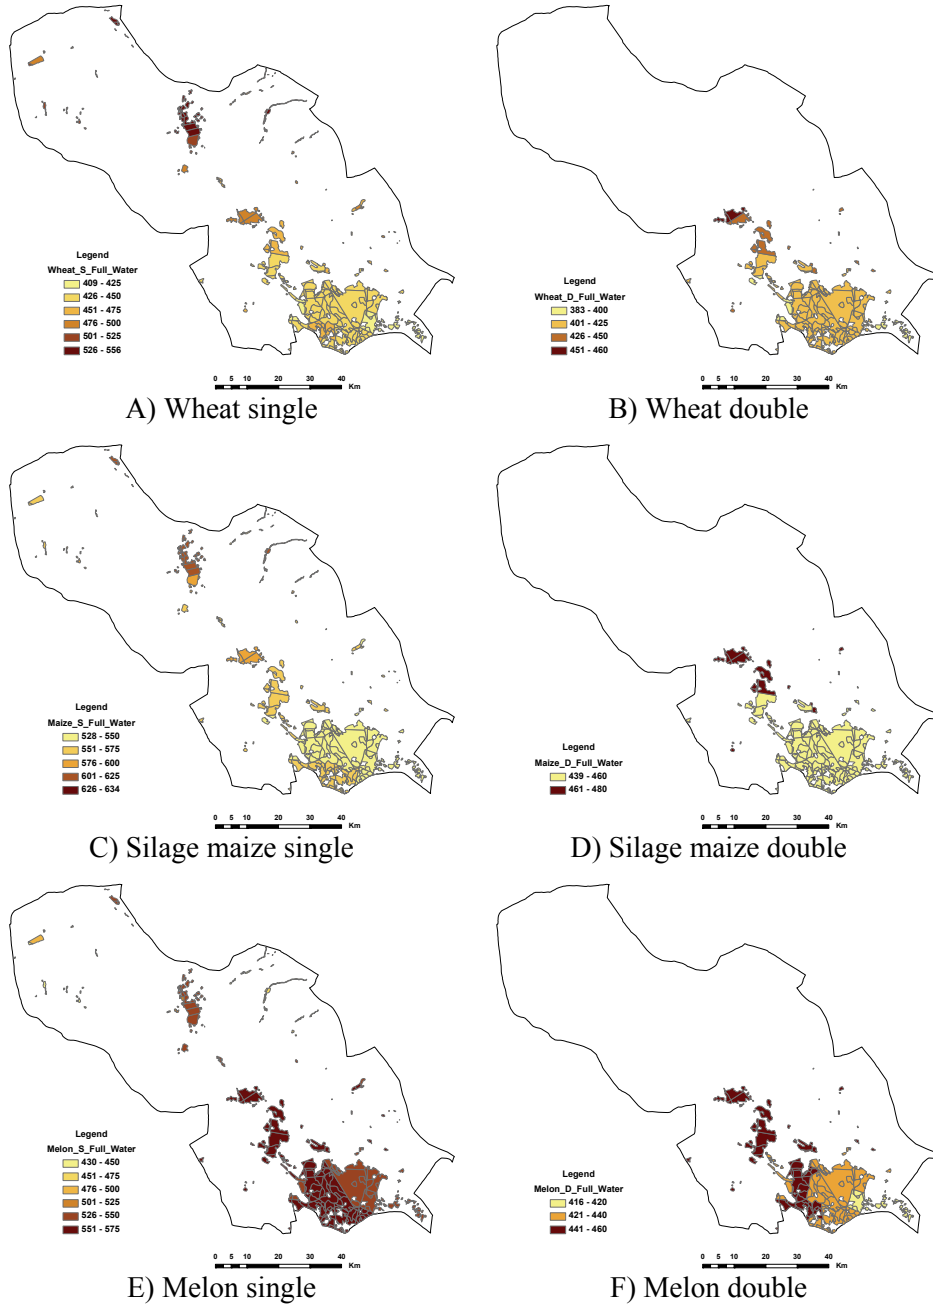 Legend
Wheat_S_Full_Water
409 - 425
426 - 450
451 - 475
476 - 500
501 - 525
526 - 556
0 5 10 20 30 40
Km
A) Wheat single
Legend
Wheat_D_Full_Water
383 - 400
401 - 425
426 - 450
451 - 460
0 5 10 20 30 40
Km
B) Wheat double
Legend
Maize_S_Full_Water
528 - 550
551 - 575
576 - 600
601 - 625
626 - 634
0 5 10 20 30 40
Km
C) Silage maize single
Legend
Maize_D_Full_Water
439 - 460
461 - 480
0 5 10 20 30 40
Km
D) Silage maize double
Legend
Melon_S_Full_Water
430 - 450
451 - 475
476 - 500
501 - 525
526 - 550
551 - 575
0 5 10 20 30 40
Km
E) Melon single
Legend
Melon_D_Full_Water
416 - 420
421 - 440
441 - 460
0 5 10 20 30 40
Km
F) Melon double